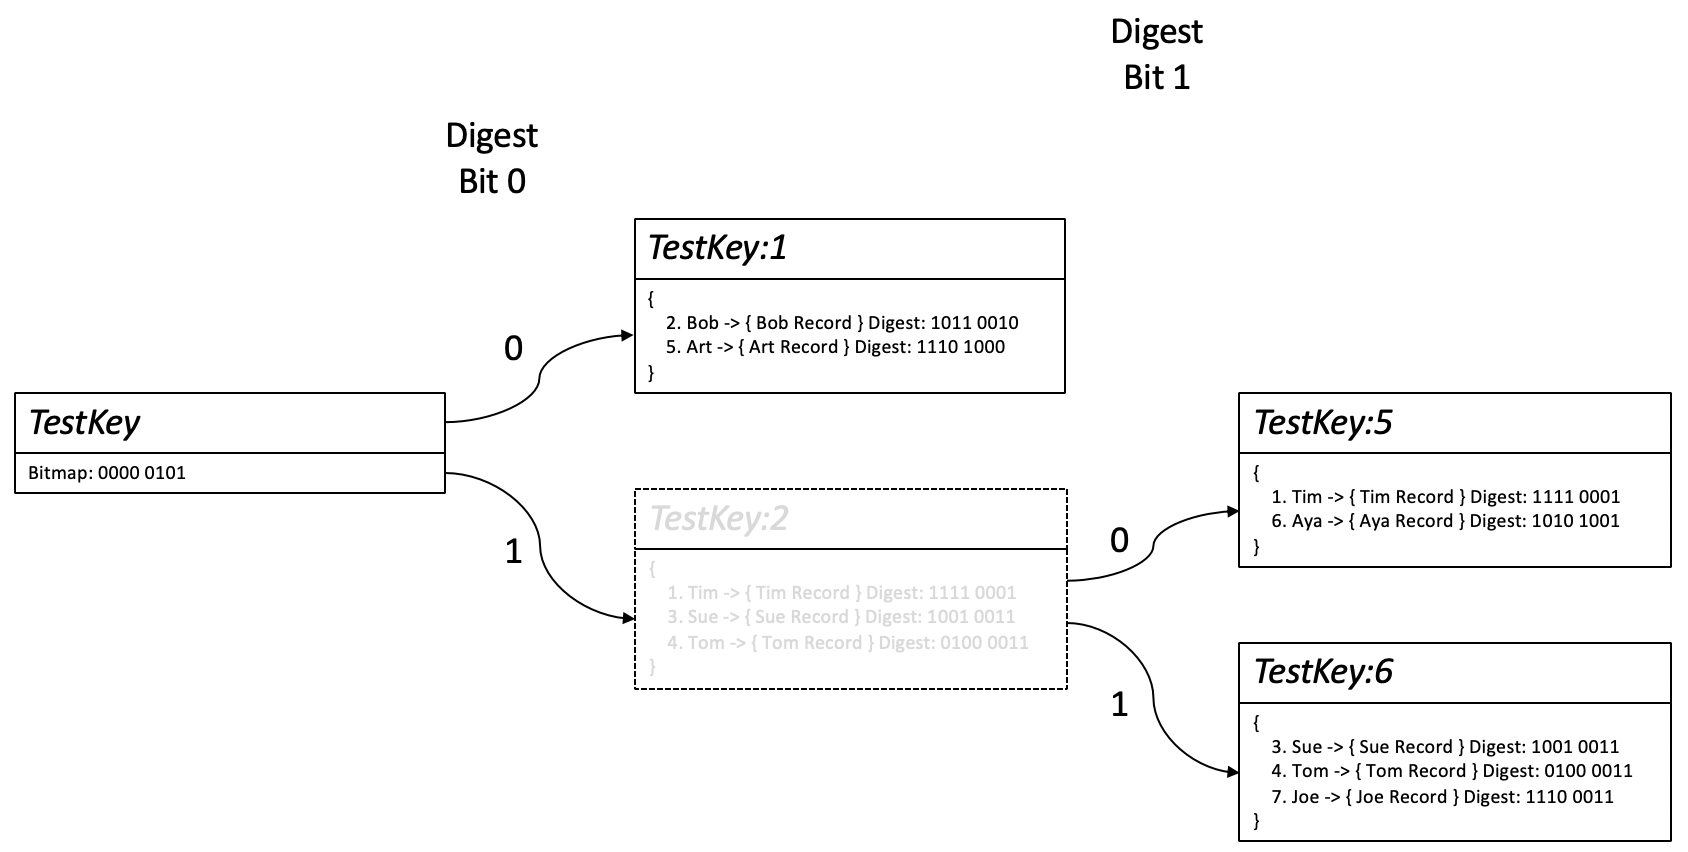 Digest
Bit 1
Digest
Bit 0
TestKey:1
{
2. Bob -> { Bob Record } Digest: 1011 0010
5. Art -> { Art Record } Digest: 1110 1000
}
0
TestKey
Bitmap: 0000 0101
1
TestKey:2
{
1. Tim -> { Tim Record } Digest: 1111 0001
3. Sue -> { Sue Record } Digest: 1001 0011
4. Tom -> { Tom Record } Digest: 0100 0011
}
0
1
TestKey:5
{
1. Tim -> { Tim Record } Digest: 1111 0001
6. Aya -> { Aya Record } Digest: 1010 1001
}
TestKey:6
{
3. Sue -> { Sue Record } Digest: 1001 0011
4. Tom -> { Tom Record } Digest: 0100 0011
7. Joe -> { Joe Record } Digest: 1110 0011
}